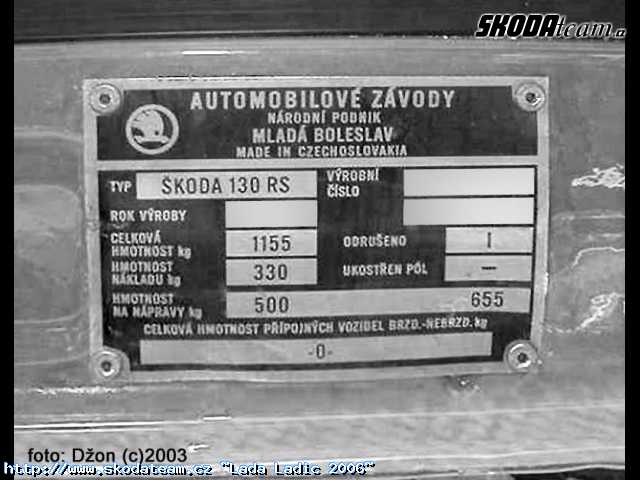 SKODAteam.cz
AUTOMOBILOVÉ ZÁVODY
NÁRODNÍ PODNIK
MLADÁ BOLESLAV
MADE IN CZECHOSLOVAKIA
TYP ŠKODA 130 RS
VÝROBNÍ
ČÍSLO
ROK VÝROBY
CELKOVÁ
HMOTNOST kg 1155
ODRUŠENO I
HMOTNOST
NÁKLADU kg 330
UKOSTŘEN PÓL –
HMOTNOST
NA NÁPRAVY kg 500 655
CELKOVÁ HMOTNOST PŘÍPOJNÝCH VOZIDEL BRZD.-NEBRZD.kg
-0-
foto: Džon (c)2003
http://www.skodateam.cz "Lada Ladic 2006"